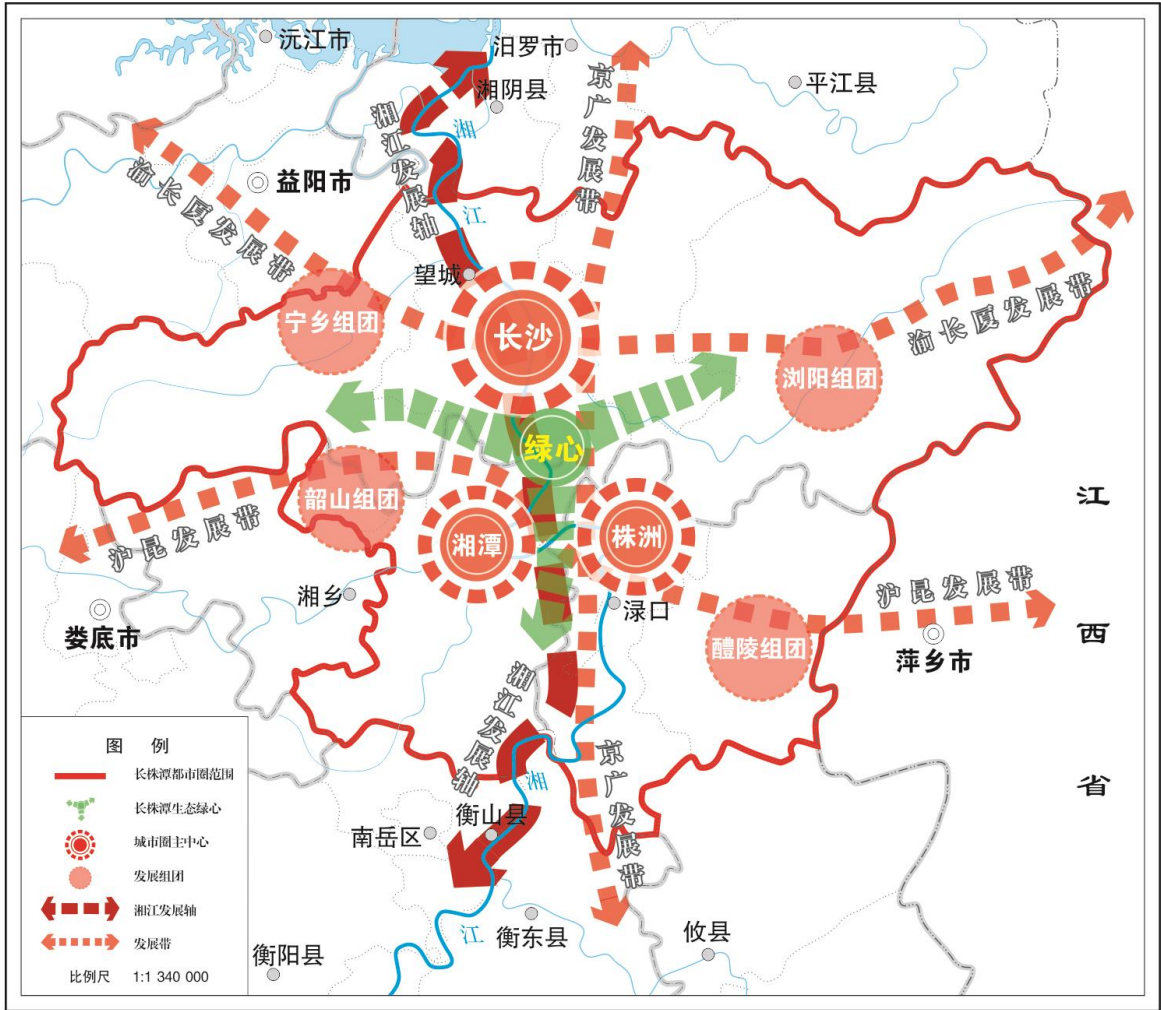 沅江市
汨罗市
湘阴县
平江县
京广发展带
湘江发展轴
湘
江
渝长厦发展带
益阳市
望城
长沙
宁乡组团
浏阳组团
渝长厦发展带
绿心
韶山组团
沪昆发展带
湘潭
株洲
江
西
省
湘乡
渌口
沪昆发展带
娄底市
醴陵组团
萍乡市
湘江发展轴
京广发展带
湘
江
衡山县
南岳区
衡东县
攸县
衡阳县
图 例
长株潭都市圈范围
长株潭生态绿心
城市圈主中心
发展组团
湘江发展轴
发展带
比例尺 1:1 340 000